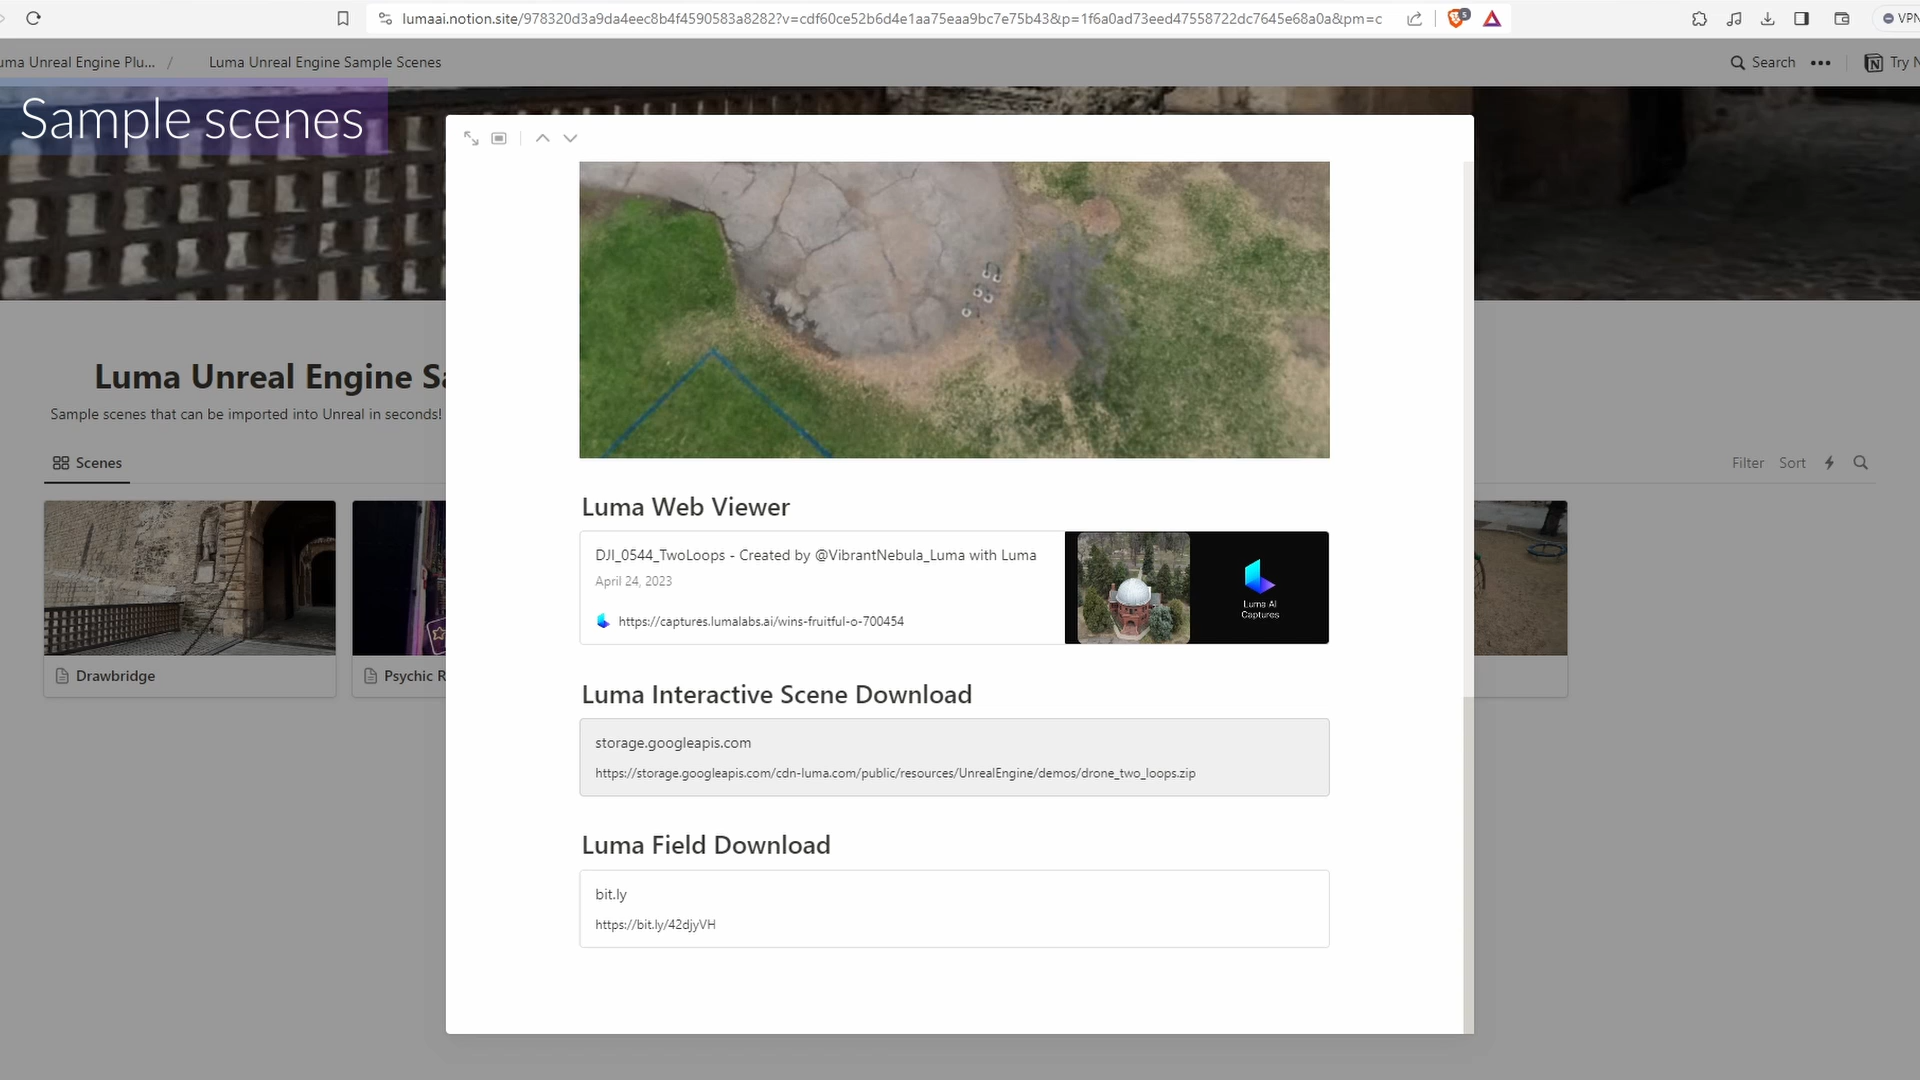 lumaai.notion.site/978320d3a9da4eec8b4f4590583a8282?v=cdf60ce52b6d4e1aa75eaa9bc7e75b43&p=1f6a0ad73eed47558722dc7645e68a0a&pm=c
5
VPN
uma Unreal Engine Plu... / Luma Unreal Engine Sample Scenes
Search
Try N
Sample scenes
Luma Unreal Engine Sa
Sample scenes that can be imported into Unreal in seconds!
Scenes
Filter Sort
Drawbridge
Psychic R
Luma Web Viewer
DJI_0544_TwoLoops - Created by @VibrantNebula_Luma with Luma
April 24, 2023
https://captures.lumalabs.ai/wins-fruitful-o-700454
Luma AI
Captures
Luma Interactive Scene Download
storage.googleapis.com
https://storage.googleapis.com/cdn-luma.com/public/resources/UnrealEngine/demos/drone_two_loops.zip
Luma Field Download
bit.ly
https://bit.ly/42djyVH